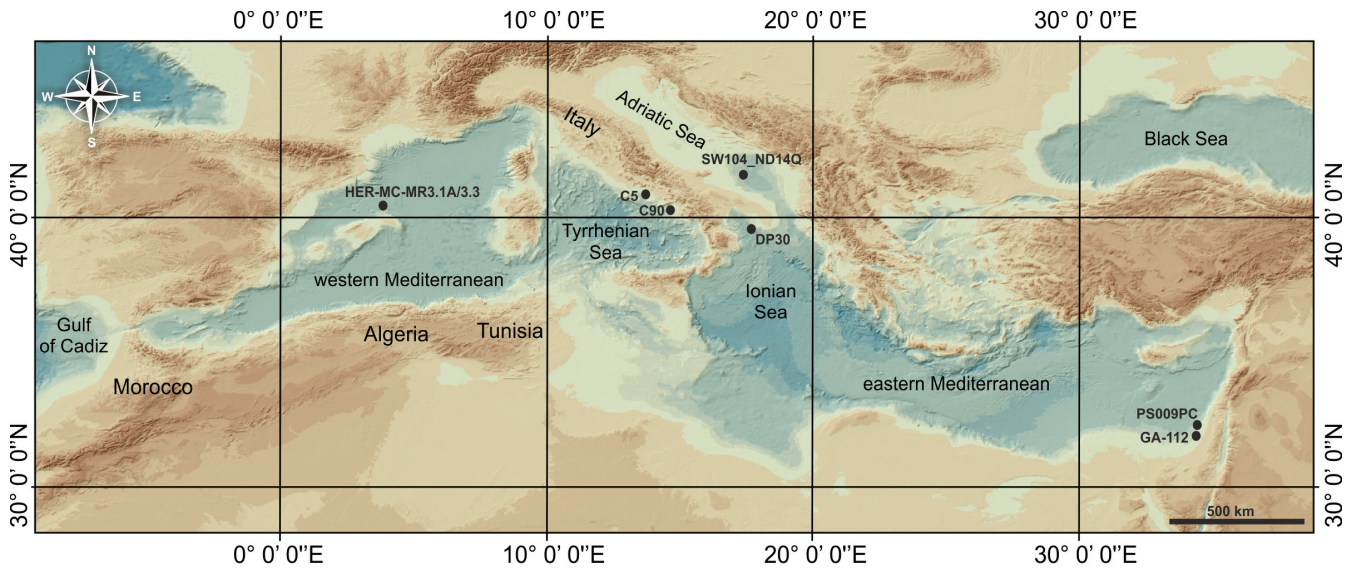 0° 0' 0"E
10° 0' 0"E
20° 0' 0"E
30° 0' 0"E
N
W
E
S
Italy
Adriatic Sea
Black Sea
SW104_ND14Q
HER-MC-MR3.1A/3.3
C5
C90
40° 0' 0"N
40° 0' 0"N
Tyrrhenian
Sea
DP30
western Mediterranean
Ionian
Sea
Gulf
of Cadiz
Algeria
Tunisia
Morocco
eastern Mediterranean
PS009PC
GA-112
30° 0' 0"N
30° 0' 0"N
500 km
0° 0' 0"E
10° 0' 0"E
20° 0' 0"E
30° 0' 0"E